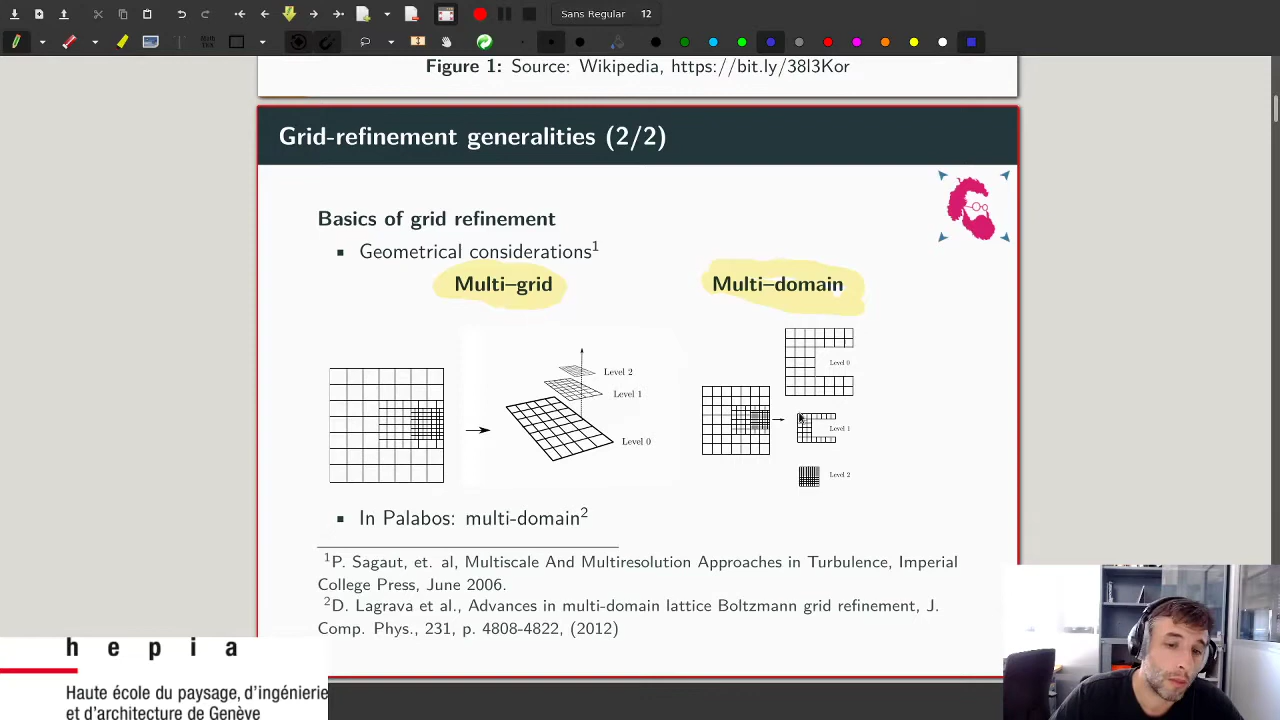 Sans Regular 12
Figure 1: Source: Wikipedia, https://bit.ly/38l3Kor
Grid-refinement generalities (2/2)
Basics of grid refinement
▪ Geometrical considerations1
Multi–grid
Multi–domain
Level 2
Level 1
Level 0
Level 0
Level 1
Level 2
▪ In Palabos: multi-domain2
1P. Sagaut, et. al, Multiscale And Multiresolution Approaches in Turbulence, Imperial
College Press, June 2006.
2D. Lagrava et al., Advances in multi-domain lattice Boltzmann grid refinement, J.
Comp. Phys., 231, p. 4808-4822, (2012)
h e p i a
Haute école du paysage, d'ingénierie
et d'architecture de Genève